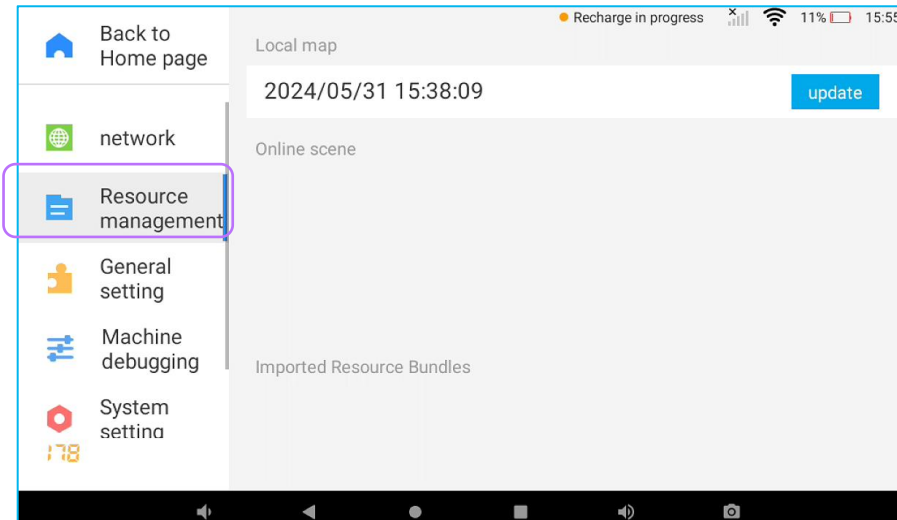 Recharge in progress 11% 15:55
Back to
Home page
network
Resource
management
General
setting
Machine
debugging
System
setting
178
Local map
2024/05/31 15:38:09 update
Online scene
Imported Resource Bundles